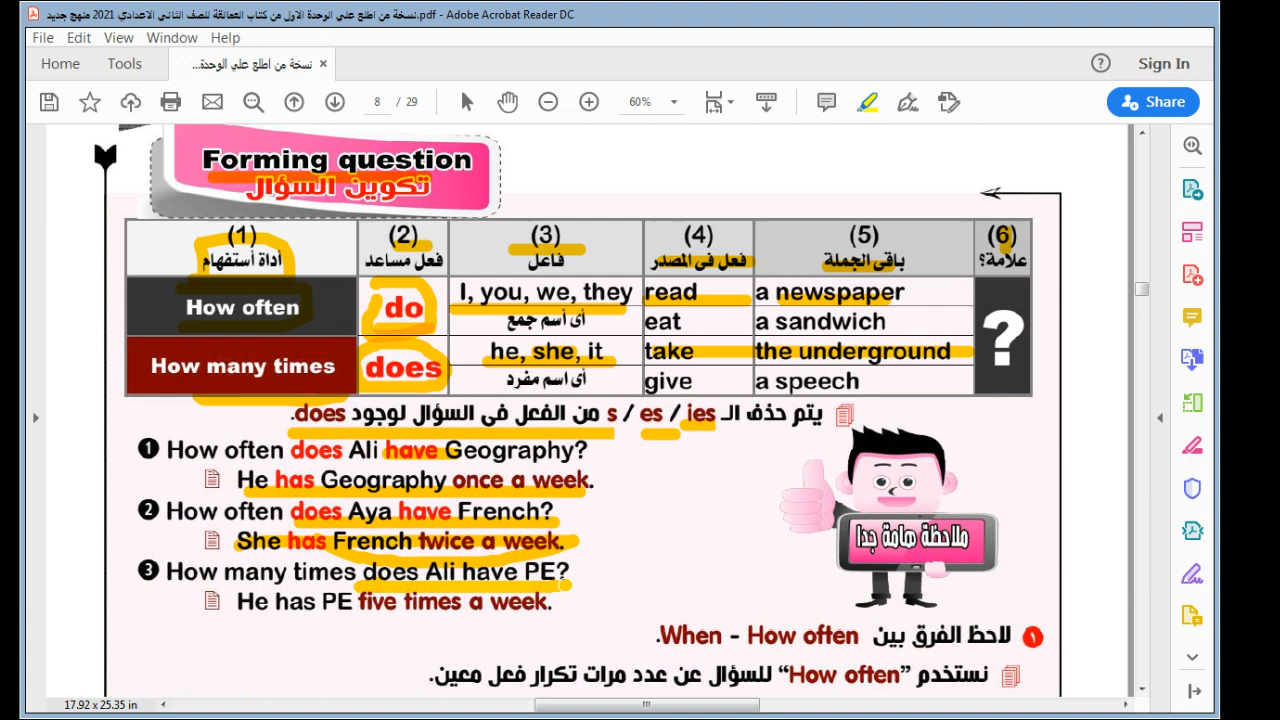 نسخة من اطلع علي الوحدة الاول من كتاب العمالقة للصف الثاني الاعدادي 2021 منهج جديد.pdf - Adobe Acrobat Reader DC
File Edit View Window Help
Home Tools نسخة من اطلع علي الوحدة... × ? Sign In
8 / 29 60% Share
Forming question
تكوين السؤال
(1) (2) (3) (4) (5) (6)
أداة أستفهام فعل مساعد فاعل فعل فى المصدر باقى الجملة علامة؟
How often do I, you, we, they read a newspaper ?
أى أسم جمع eat a sandwich
How many times does he, she, it take the underground
أى اسم مفرد give a speech
يتم حذف الـ s / es / ies من الفعل فى السؤال لوجود does.
❶ How often does Ali have Geography?
He has Geography once a week.
❷ How often does Aya have French?
She has French twice a week.
ملاحظة هامة جدا
❸ How many times does Ali have PE?
He has PE five times a week.
١ لاحظ الفرق بين When - How often.
نستخدم "How often" للسؤال عن عدد مرات تكرار فعل معين.
17.92 x 25.35 in